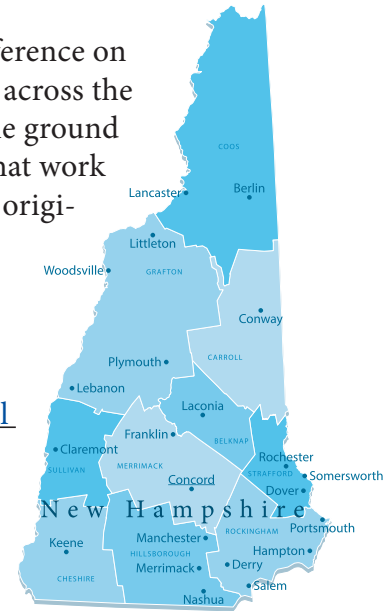 ference on
across the
e ground
hat work
origi-
l
COOS
Lancaster
Berlin
Littleton
Woodsville
GRAFTON
Conway
Plymouth
CARROLL
Lebanon
Laconia
Franklin
BELKNAP
Claremont
SULLIVAN
MERRIMACK
Rochester
STRAFFORD
Somersworth
Concord
Dover
New Hampshire
ROCKINGHAM
Portsmouth
Keene
Manchester
HILLSBOROUGH
Hampton
Merrimack
Derry
CHESHIRE
Salem
Nashua